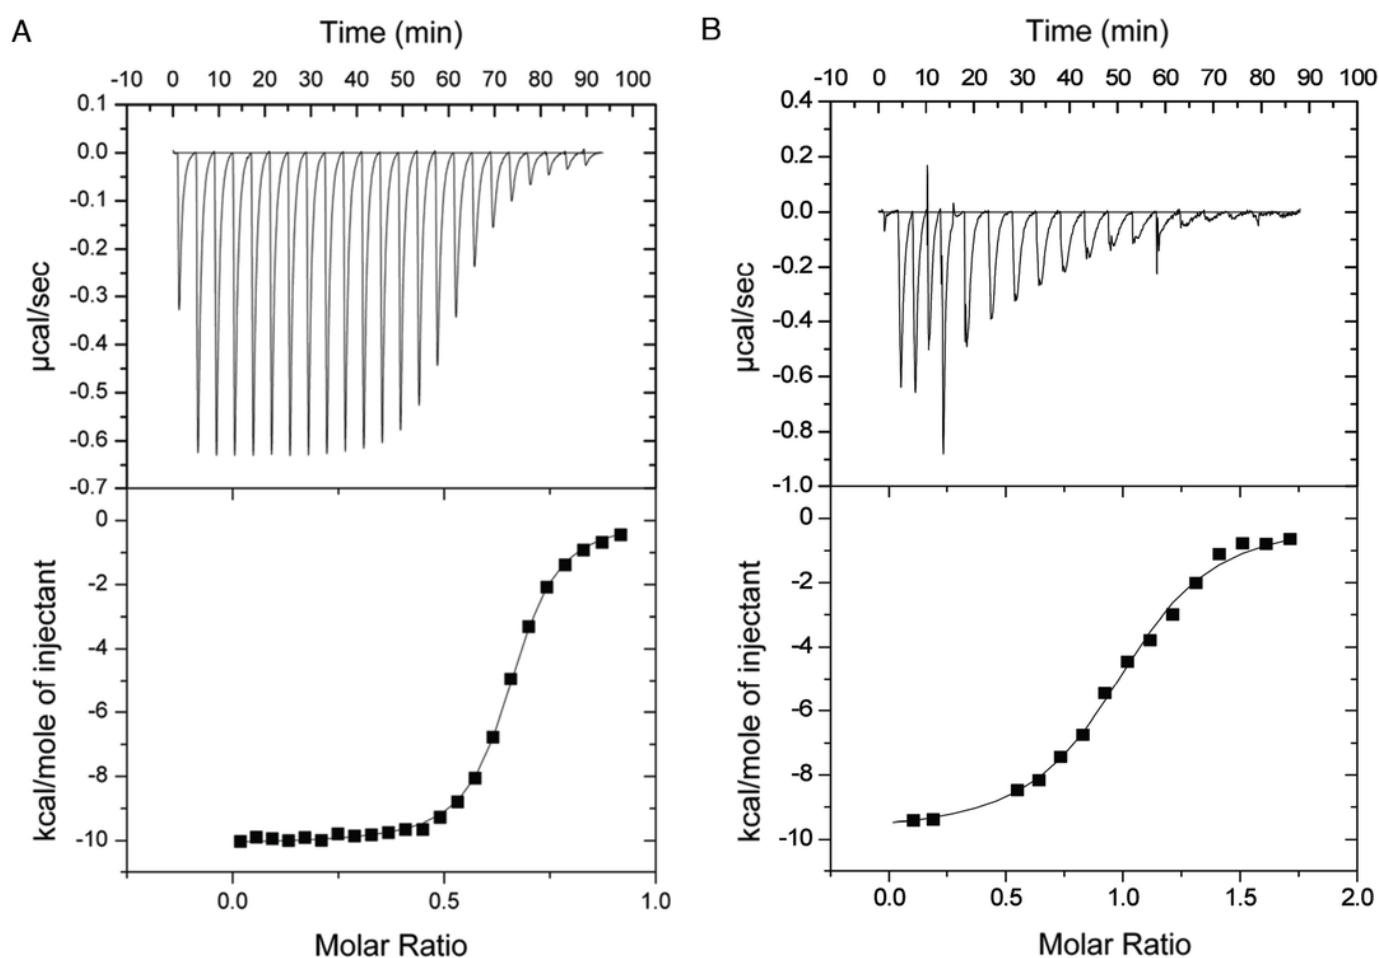 A
Time (min)
-10 0 10 20 30 40 50 60 70 80 90 100
0.1
0.0
-0.1
-0.2
-0.3
-0.4
-0.5
-0.6
-0.7
µcal/sec
0
-2
-4
-6
-8
-10
kcal/mole of injectant
0.0 0.5 1.0
Molar Ratio
B
Time (min)
-10 0 10 20 30 40 50 60 70 80 90 100
0.4
0.2
0.0
-0.2
-0.4
-0.6
-0.8
-1.0
µcal/sec
0
-2
-4
-6
-8
-10
kcal/mole of injectant
0.0 0.5 1.0 1.5 2.0
Molar Ratio